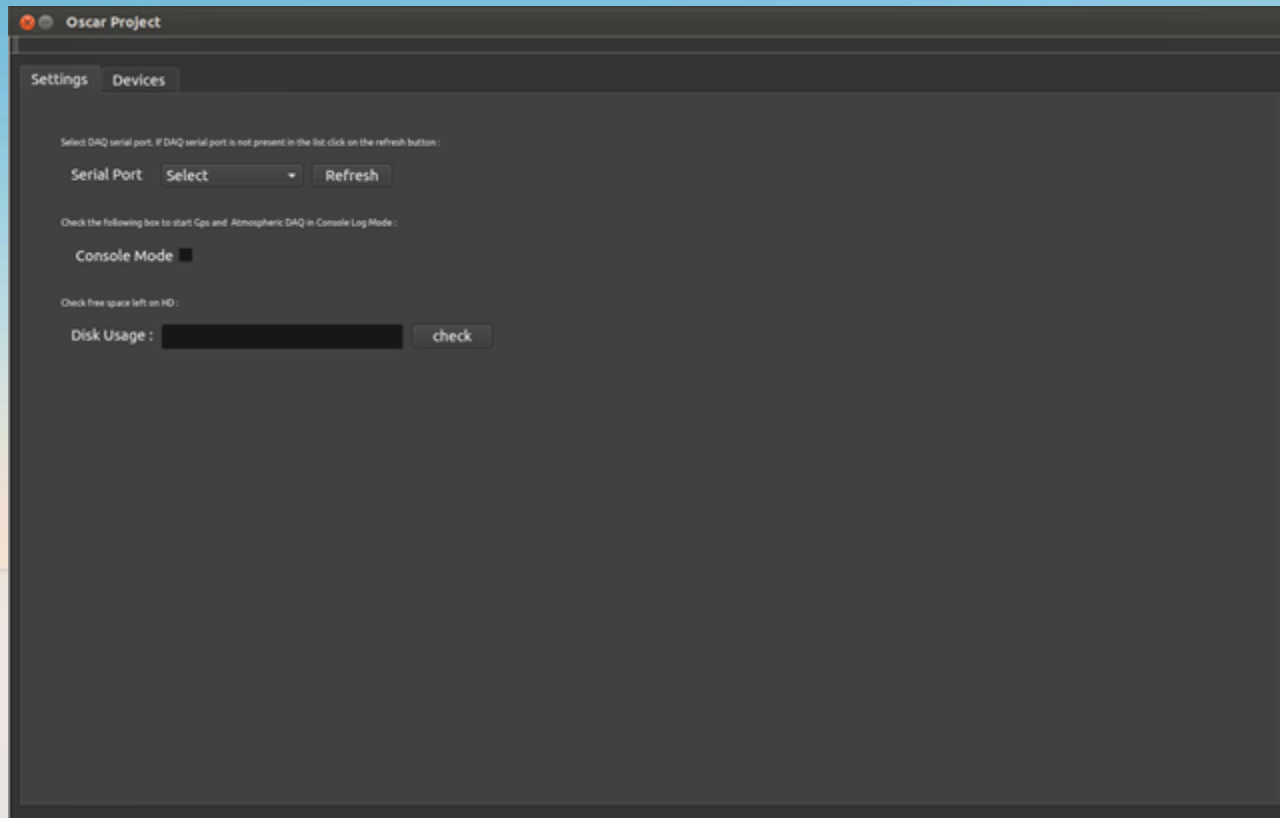 Oscar Project
Settings Devices
Select DAQ serial port. If DAQ serial port is not present in the list click on the refresh button :
Serial Port Select Refresh
Check the following box to start Gps and Atmospheric DAQ in Console Log Mode :
Console Mode
Check free space left on HD :
Disk Usage : check